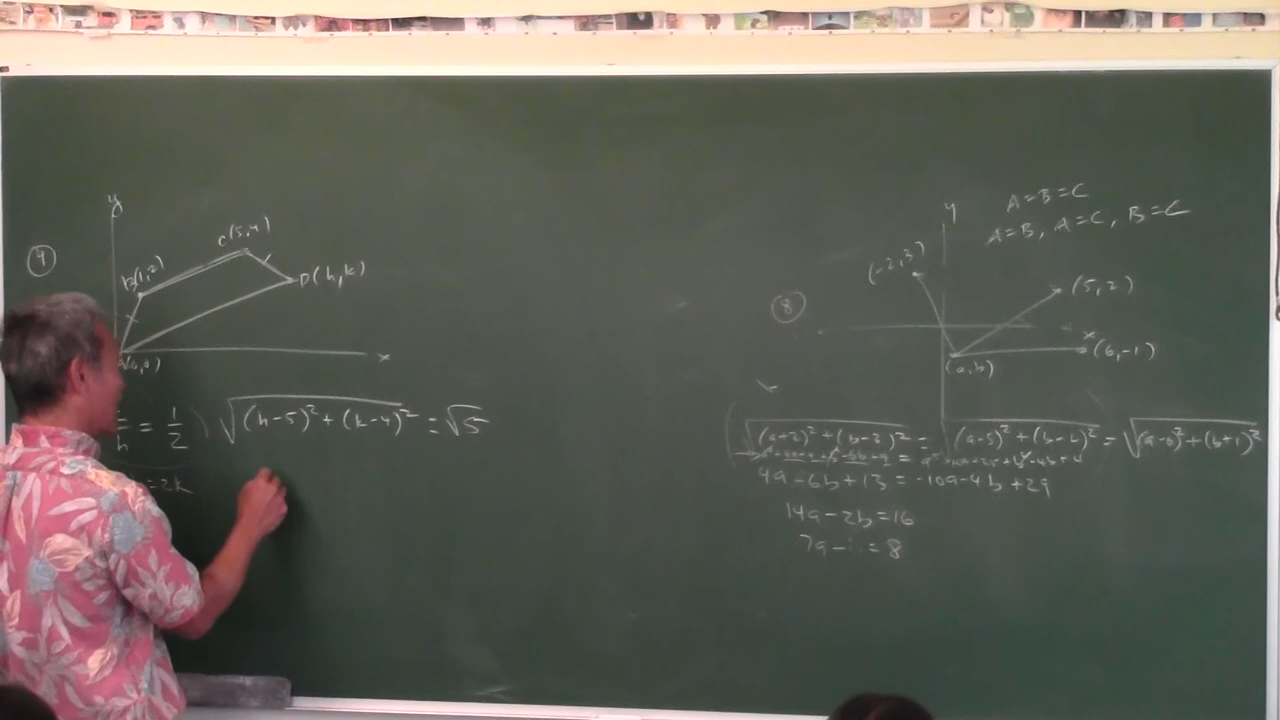 y
C(5,4)
9
B(1,2)
D(h,k)
x
= 1/2
√(h-5)²+(k-4)² = √5
=2k
A=B=C
y
A=B, A=C, B=C
(-2,3)
(5,2)
8
x
(6,-1)
(a,b)
√(a+2)²+(b-3)² = √(a-5)²+(b-2)² = √(a-6)²+(b+1)²
4a-6b+13=-10a-4b+29
14a-2b=16
7a- = 8